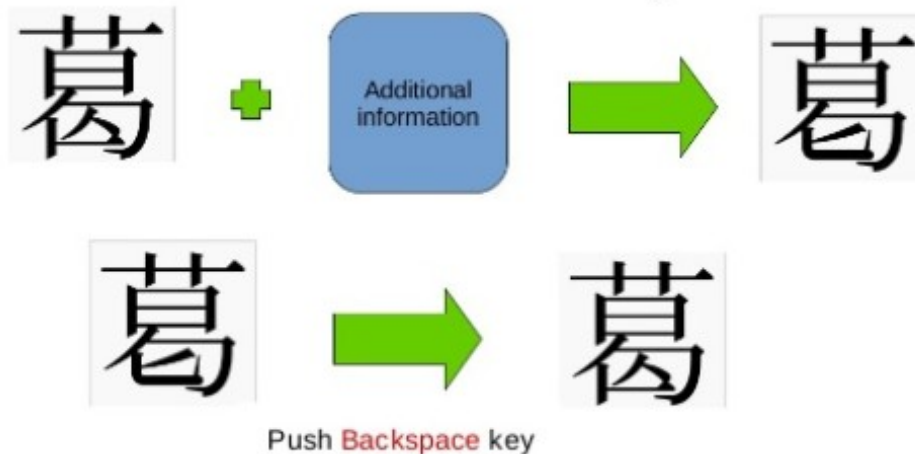 葛
Additional
information
葛
葛
葛
Push Backspace key